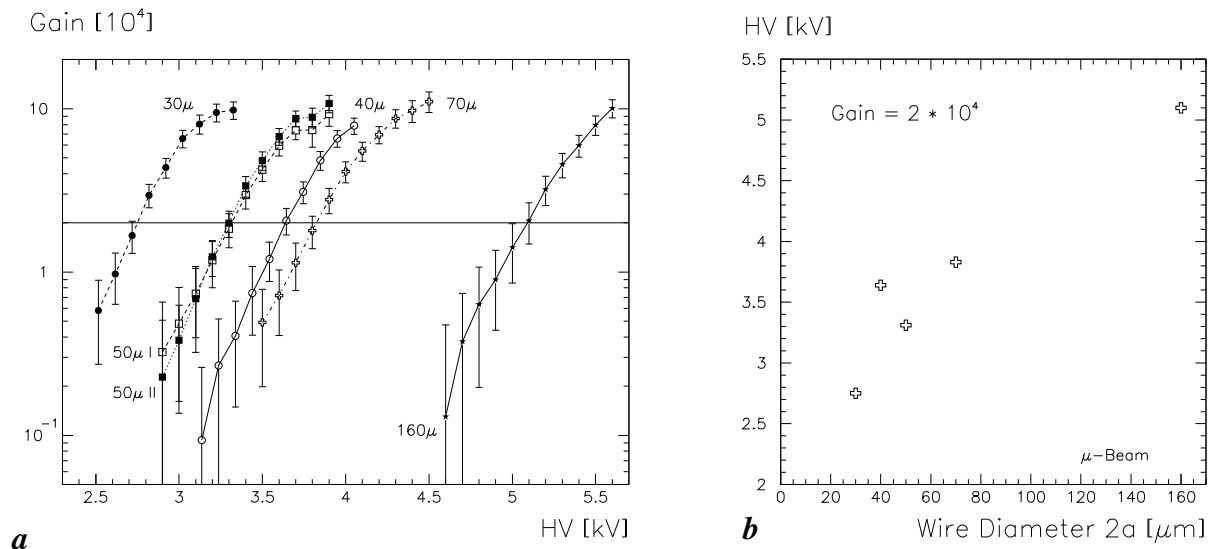 Gain [10⁴]
10
1
10⁻¹
30μ
40μ
70μ
50μ I
50μ II
160μ
2.5 3 3.5 4 4.5 5 5.5
HV [kV]
a
HV [kV]
5.5
5
4.5
4
3.5
3
2.5
2
Gain = 2 * 10⁴
μ-Beam
0 20 40 60 80 100 120 140 160
Wire Diameter 2a [μm]
b